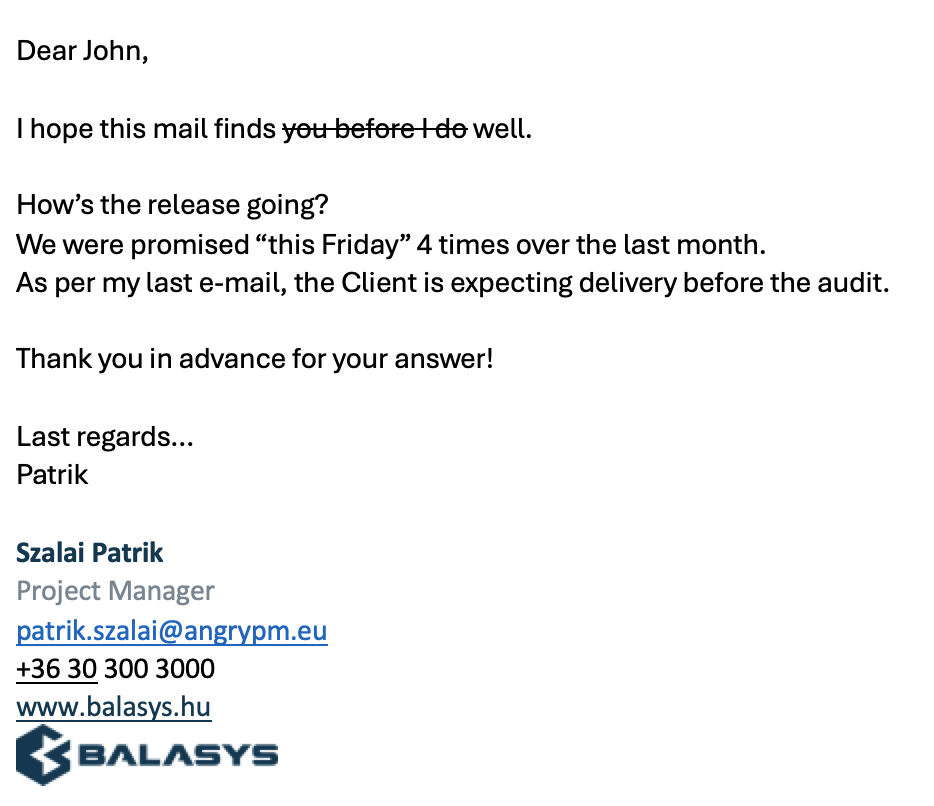 Dear John,
I hope this mail finds you before I do well.
How’s the release going?
We were promised “this Friday” 4 times over the last month.
As per my last e-mail, the Client is expecting delivery before the audit.
Thank you in advance for your answer!
Last regards...
Patrik
Szalai Patrik
Project Manager
patrik.szalai@angrypm.eu
+36 30 300 3000
www.balasys.hu
BALASYS